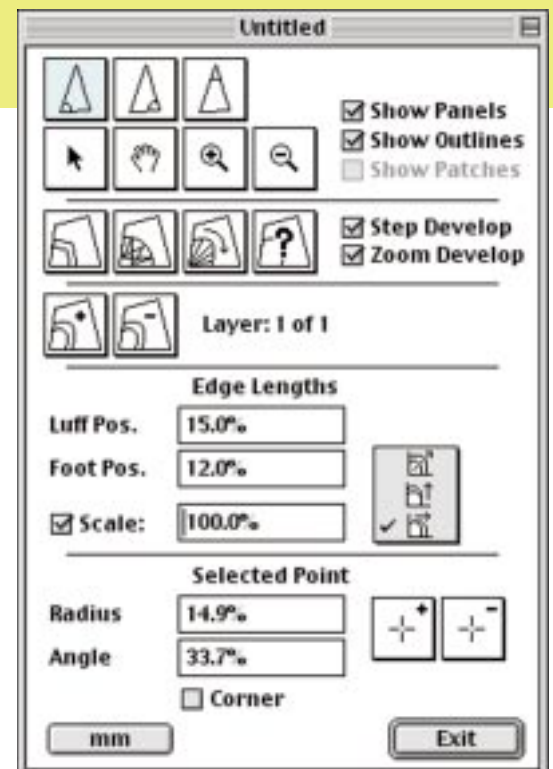 Untitled
Show Panels
Show Outlines
Show Patches
?
Step Develop
Zoom Develop
Layer: 1 of 1
Edge Lengths
Luff Pos. 15.0%
Foot Pos. 12.0%
Scale: 100.0%
Selected Point
Radius 14.9%
Angle 33.7%
Corner
mm Exit